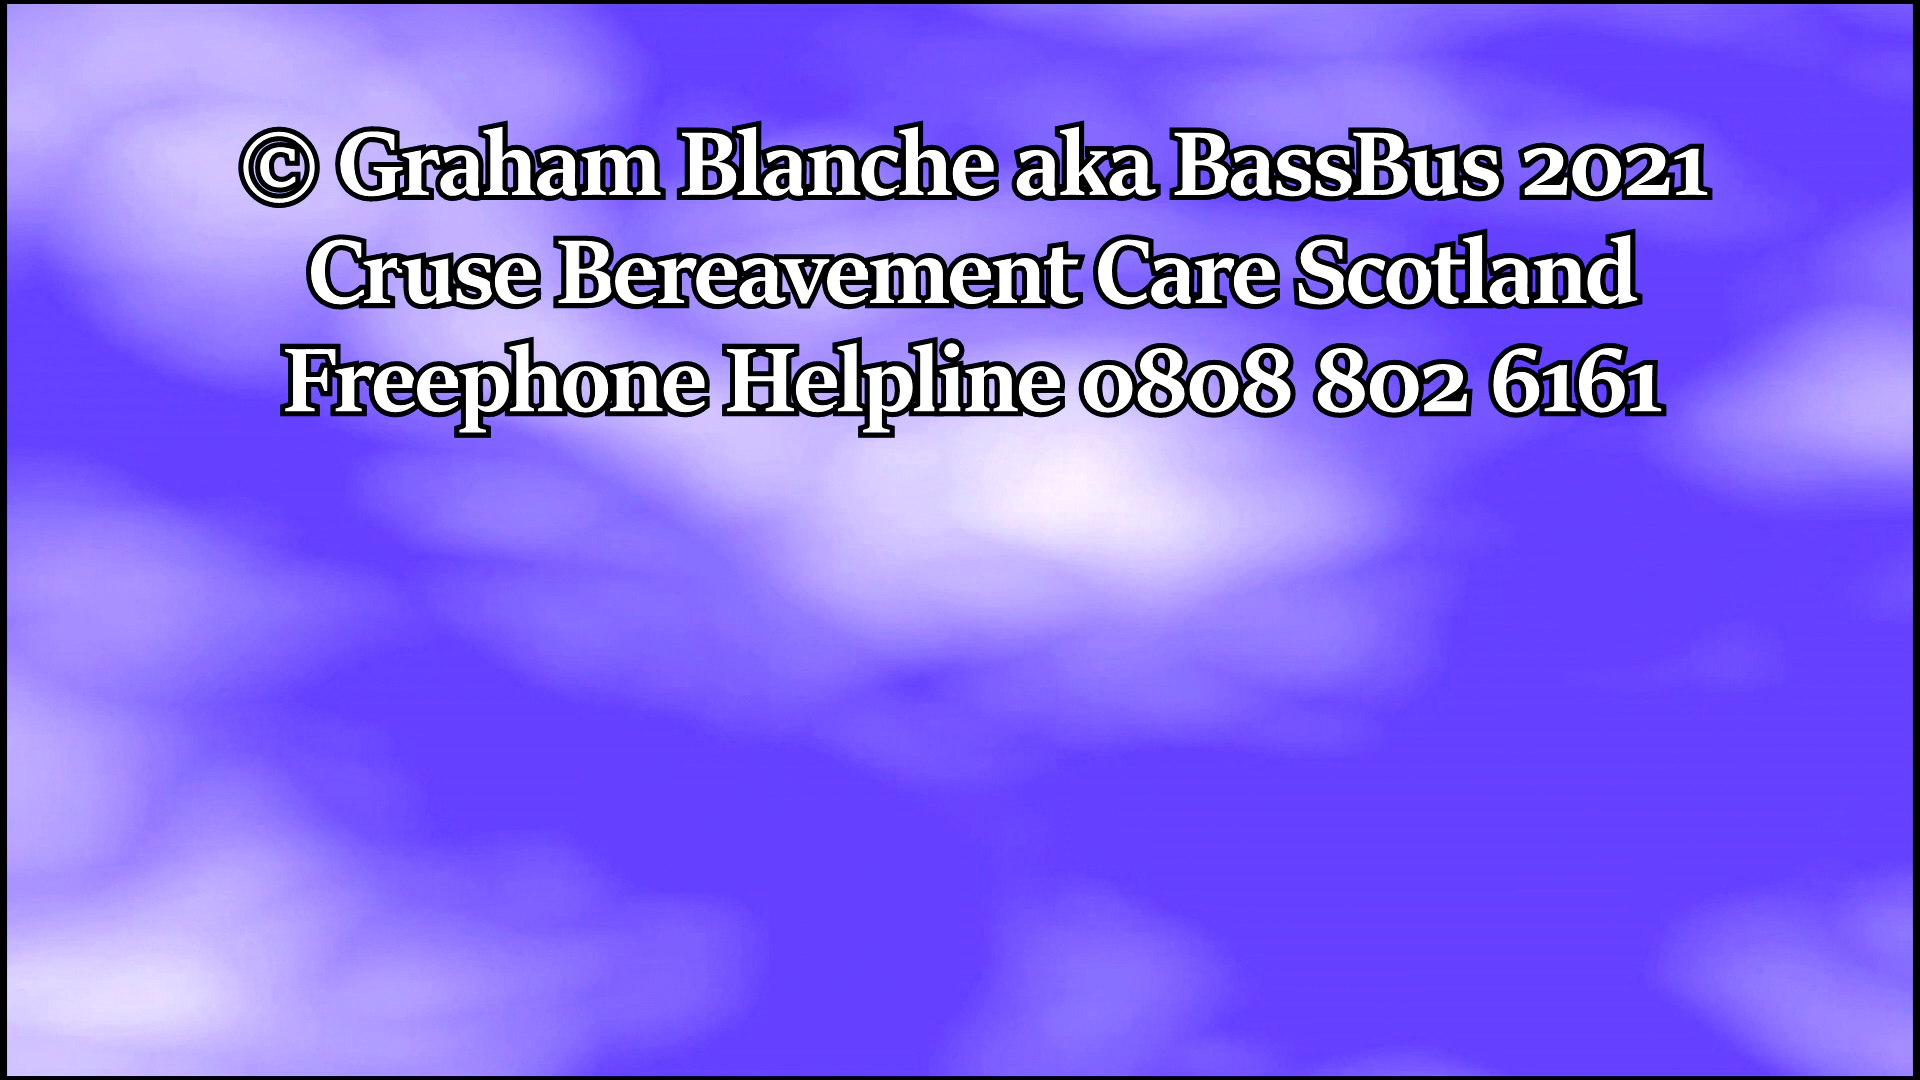 © Graham Blanche aka BassBus 2021
Cruse Bereavement Care Scotland
Freephone Helpline 0808 802 6161